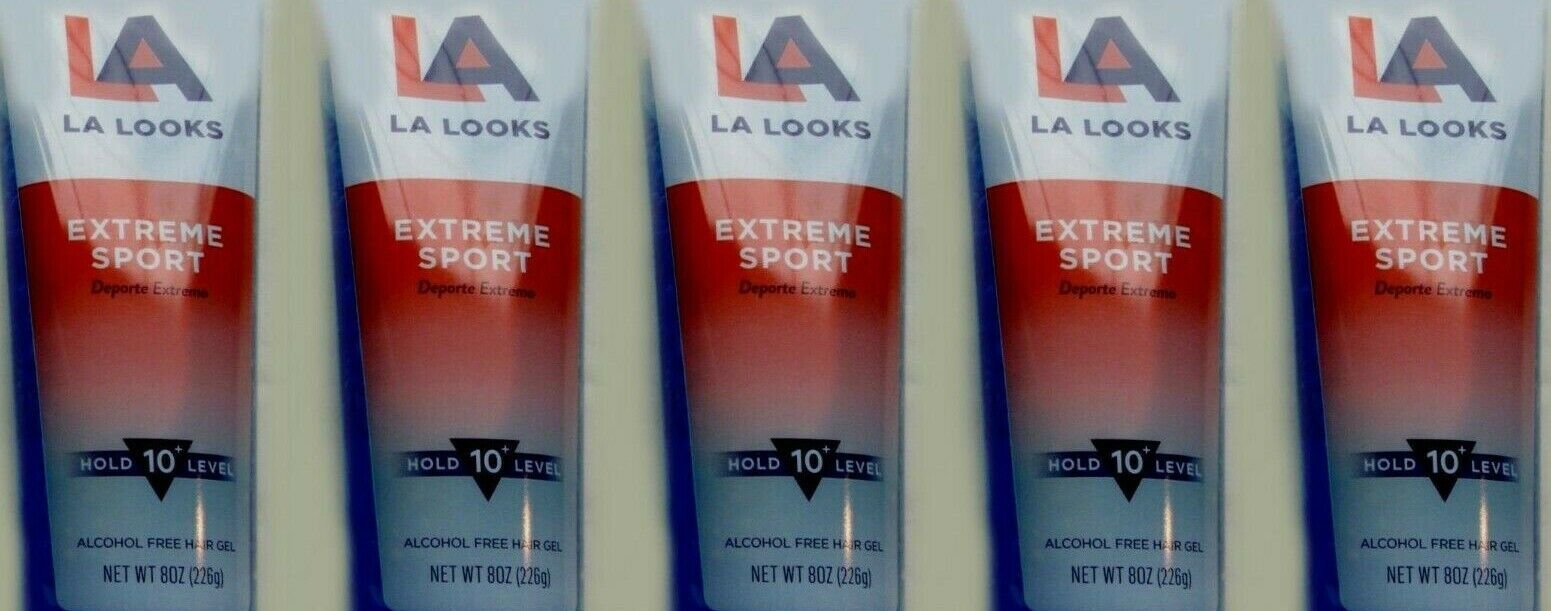 LA
LA LOOKS
EXTREME
SPORT
Deporte Extremo
HOLD 10+ LEVEL
ALCOHOL FREE HAIR GEL
NET WT 8OZ (226g)
LA
LA LOOKS
EXTREME
SPORT
Deporte Extremo
HOLD 10+ LEVEL
ALCOHOL FREE HAIR GEL
NET WT 8OZ (226g)
LA
LA LOOKS
EXTREME
SPORT
Deporte Extremo
HOLD 10+ LEVEL
ALCOHOL FREE HAIR GEL
NET WT 8OZ (226g)
LA
LA LOOKS
EXTREME
SPORT
Deporte Extremo
HOLD 10+ LEVEL
ALCOHOL FREE HAIR GEL
NET WT 8OZ (226g)
LA
LA LOOKS
EXTREME
SPORT
Deporte Extremo
HOLD 10+ LEVEL
ALCOHOL FREE HAIR GEL
NET WT 8OZ (226g)